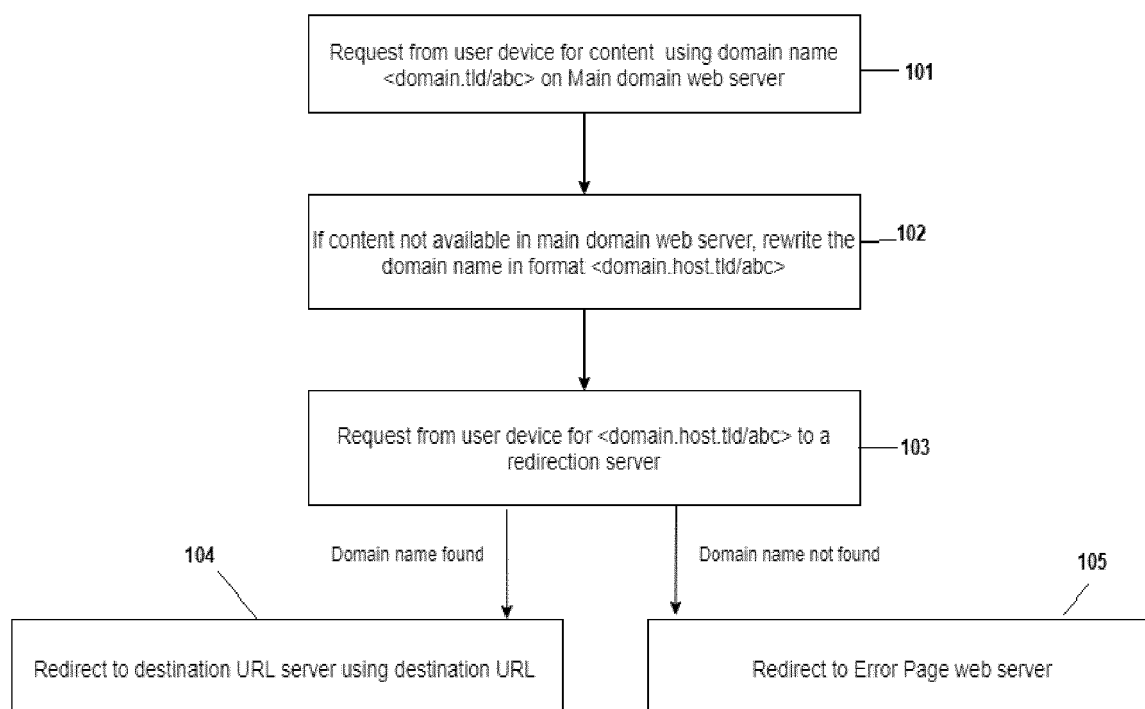 Request from user device for content using domain name
<domain.tld/abc> on Main domain web server
101
If content not available in main domain web server, rewrite the
domain name in format <domain.host.tld/abc>
102
Request from user device for <domain.host.tld/abc> to a
redirection server
103
104
Domain name found
Domain name not found
105
Redirect to destination URL server using destination URL
Redirect to Error Page web server